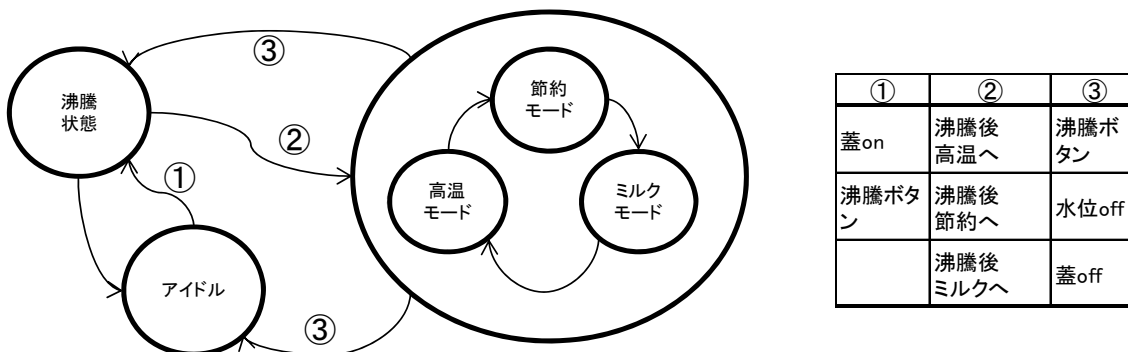 ③
沸騰
状態
②
①
アイドル
③
節約
モード
高温
モード
ミルク
モード
① ② ③
蓋on
沸騰後
高温へ
沸騰ボ
タン
沸騰ボタ
ン
沸騰後
節約へ
水位off
沸騰後
ミルクへ
蓋off